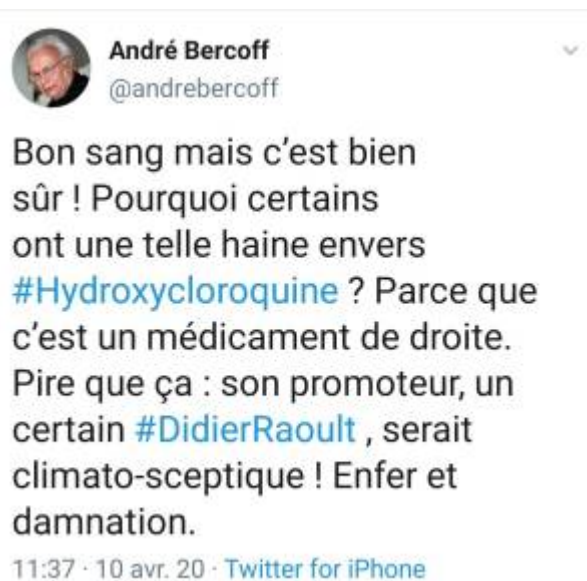 André Bercoff
@andrebercoff
Bon sang mais c'est bien
sûr ! Pourquoi certains
ont une telle haine envers
#Hydroxycloroquine ? Parce que
c'est un médicament de droite.
Pire que ça : son promoteur, un
certain #DidierRaoult , serait
climato-sceptique ! Enfer et
damnation.
11:37 · 10 avr. 20 · Twitter for iPhone